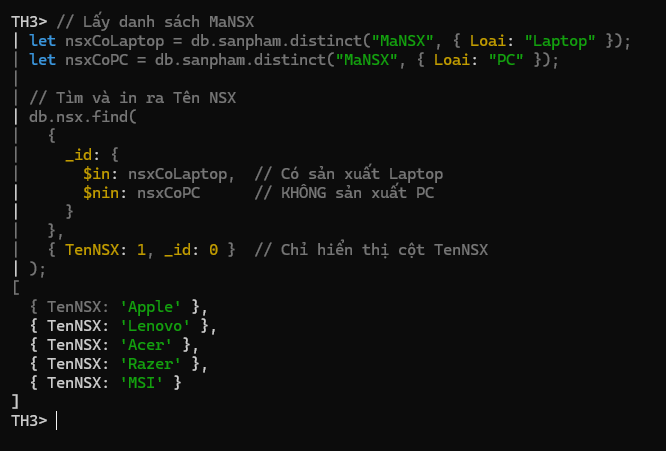 TH3> // Lấy danh sách MaNSX
| let nsxCoLaptop = db.sanpham.distinct("MaNSX", { Loai: "Laptop" });
| let nsxCoPC = db.sanpham.distinct("MaNSX", { Loai: "PC" });
|
| // Tìm và in ra Tên NSX
| db.nsx.find(
|   {
|     _id: {
|       $in: nsxCoLaptop,  // Có sản xuất Laptop
|       $nin: nsxCoPC      // KHÔNG sản xuất PC
|     }
|   },
|   { TenNSX: 1, _id: 0 }  // Chỉ hiển thị cột TenNSX
| );
[
  { TenNSX: 'Apple' },
  { TenNSX: 'Lenovo' },
  { TenNSX: 'Acer' },
  { TenNSX: 'Razer' },
  { TenNSX: 'MSI' }
]
TH3>